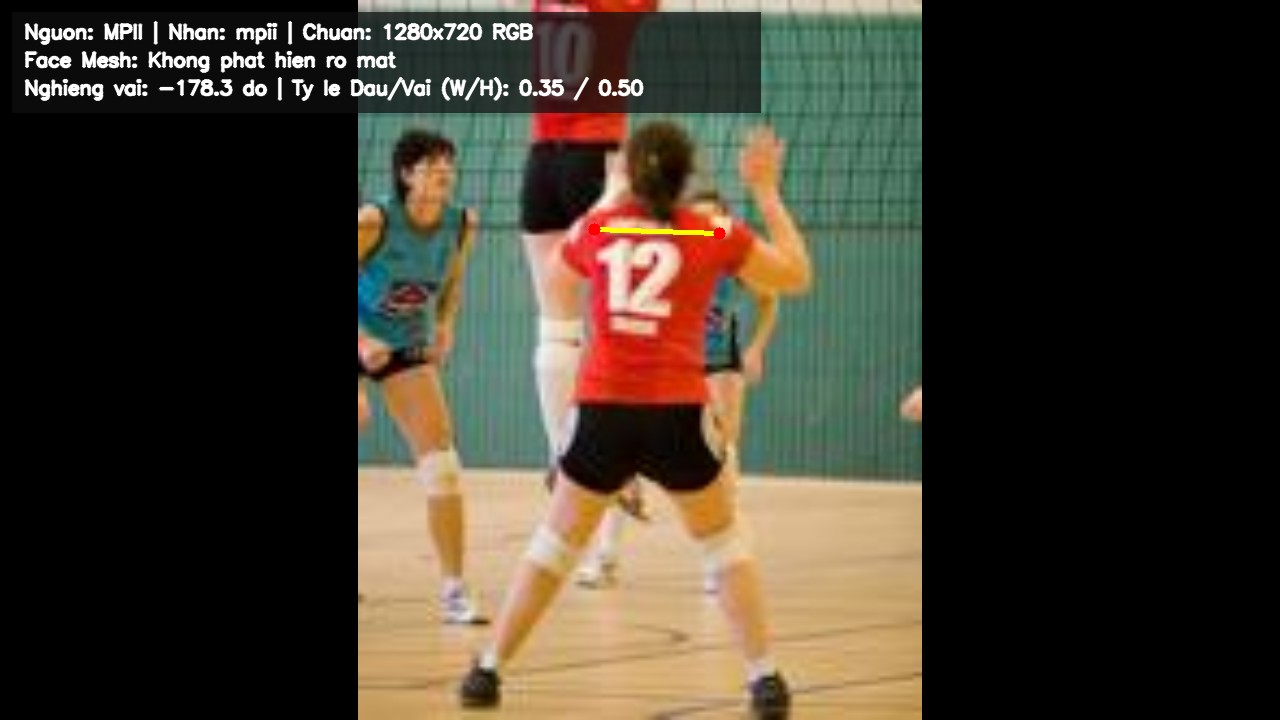 Nguon: MPII | Nhan: mpii | Chuan: 1280x720 RGB
Face Mesh: Khong phat hien ro mat
Nghieng vai: -178.3 do | Ty le Dau/Vai (W/H): 0.35 / 0.50
10
12